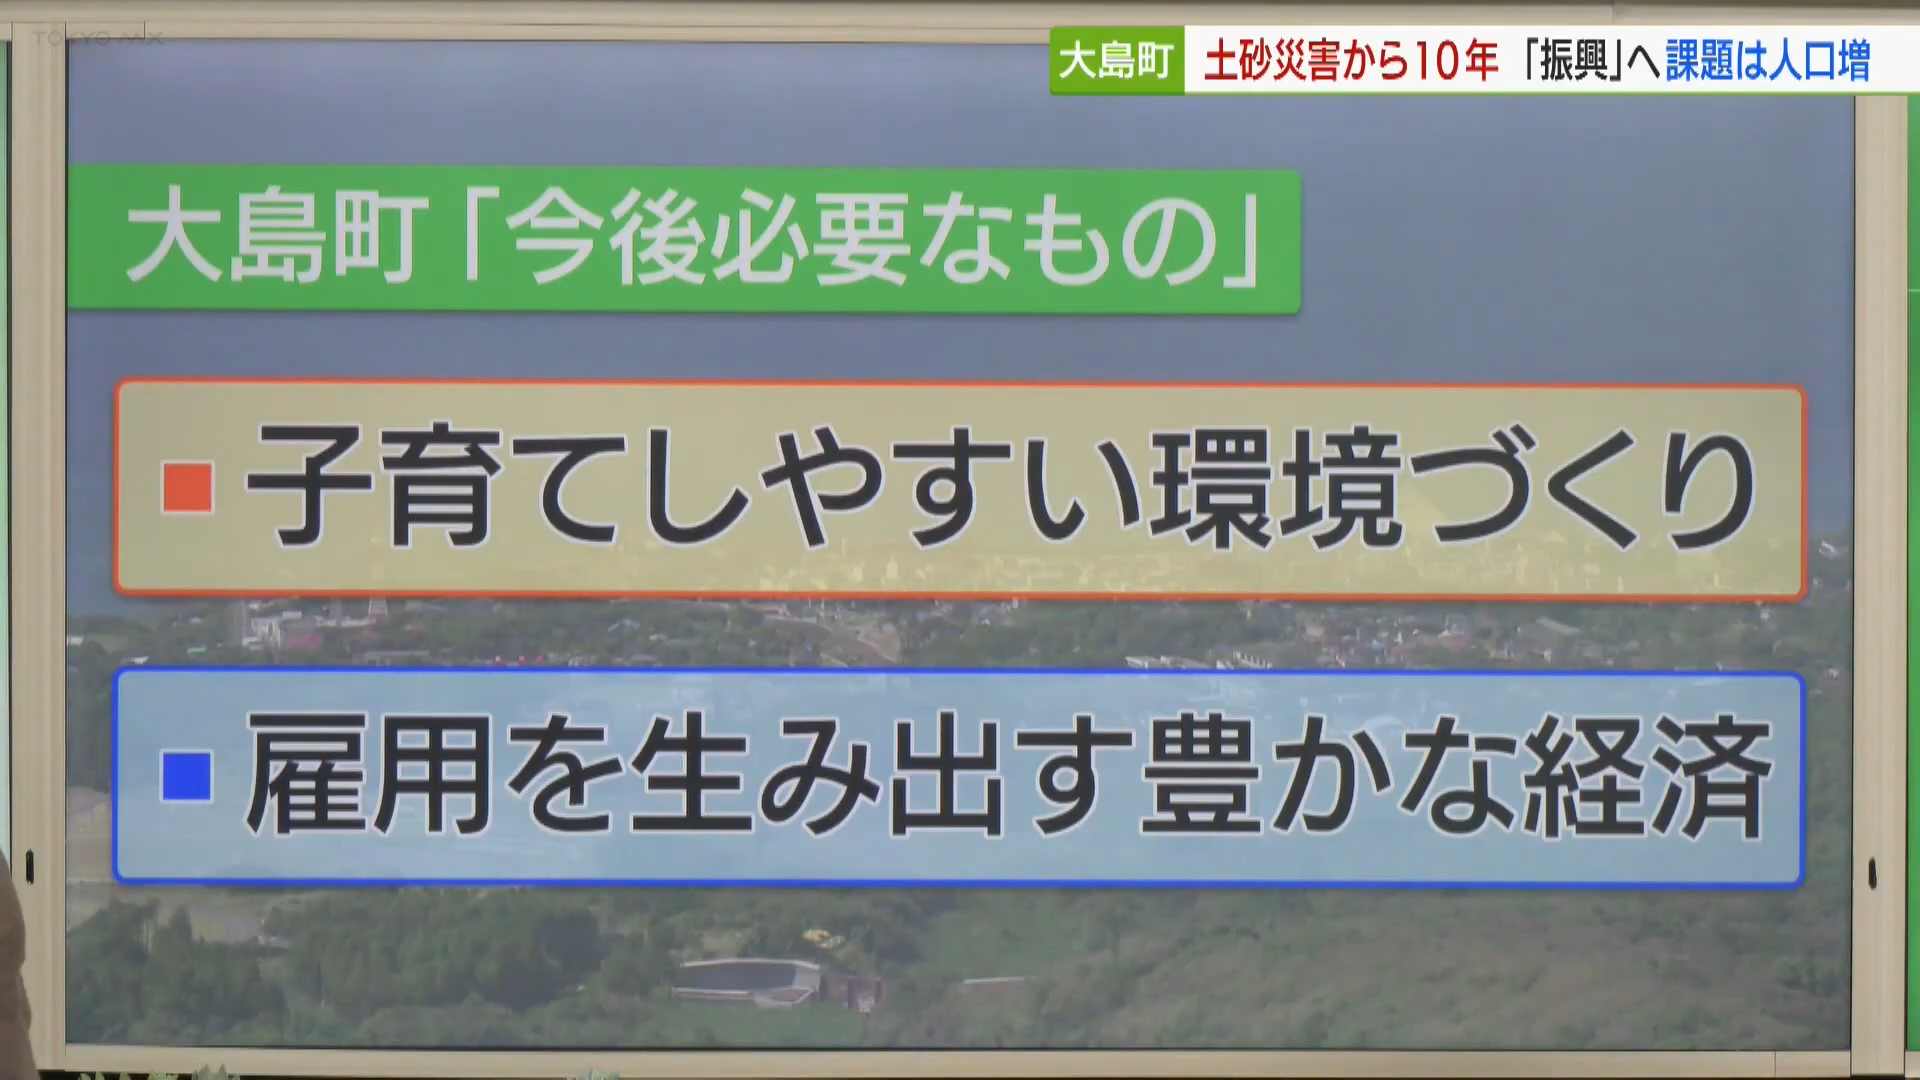 TOKYO MX
大島町 土砂災害から10年 「振興」へ 課題は人口増
大島町「今後必要なもの」
■ 子育てしやすい環境づくり
■ 雇用を生み出す豊かな経済